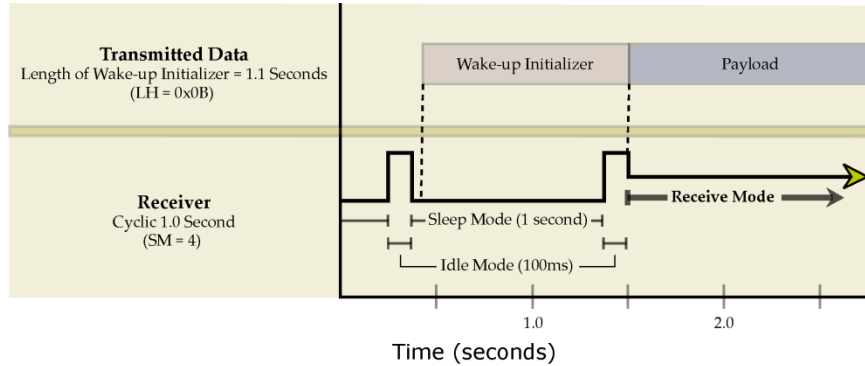 Transmitted Data
Length of Wake-up Initializer = 1.1 Seconds
(LH = 0x0B)
Wake-up Initializer
Payload
Receiver
Cyclic 1.0 Second
(SM = 4)
Receive Mode
Sleep Mode (1 second)
Idle Mode (100ms)
1.0
2.0
Time (seconds)